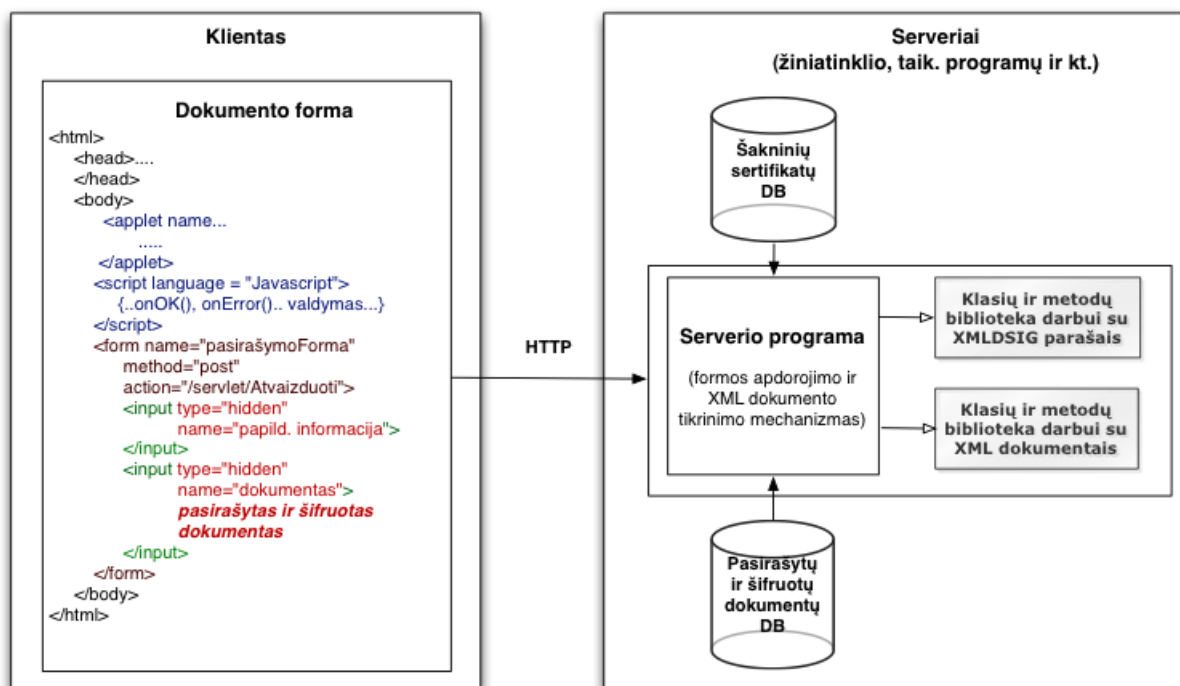 Klientas
Dokumento forma
<html>
<head>....
</head>
<body>
<applet name...
.....
</applet>
<script language = "Javascript">
{..onOK(), onError().. valdymas...}
</script>
<form name="pasirašymoForma"
method="post"
action="/servlet/Atvaizduoti">
<input type="hidden"
name="papild. informacija">
</input>
<input type="hidden"
name="dokumentas">
pasirašytas ir šifruotas
dokumentas
</input>
</form>
</body>
</html>
HTTP
Serveriai
(žiniatinklio, taik. programų ir kt.)
Šakninių
sertifikatų
DB
Serverio programa
(formos apdorojimo ir
XML dokumento
tikrinimo mechanizmas)
Klasių ir metodų
biblioteka darbui su
XMLDSIG parašais
Klasių ir metodų
biblioteka darbui su
XML dokumentais
Pasirašytų
ir šifruotų
dokumentų
DB